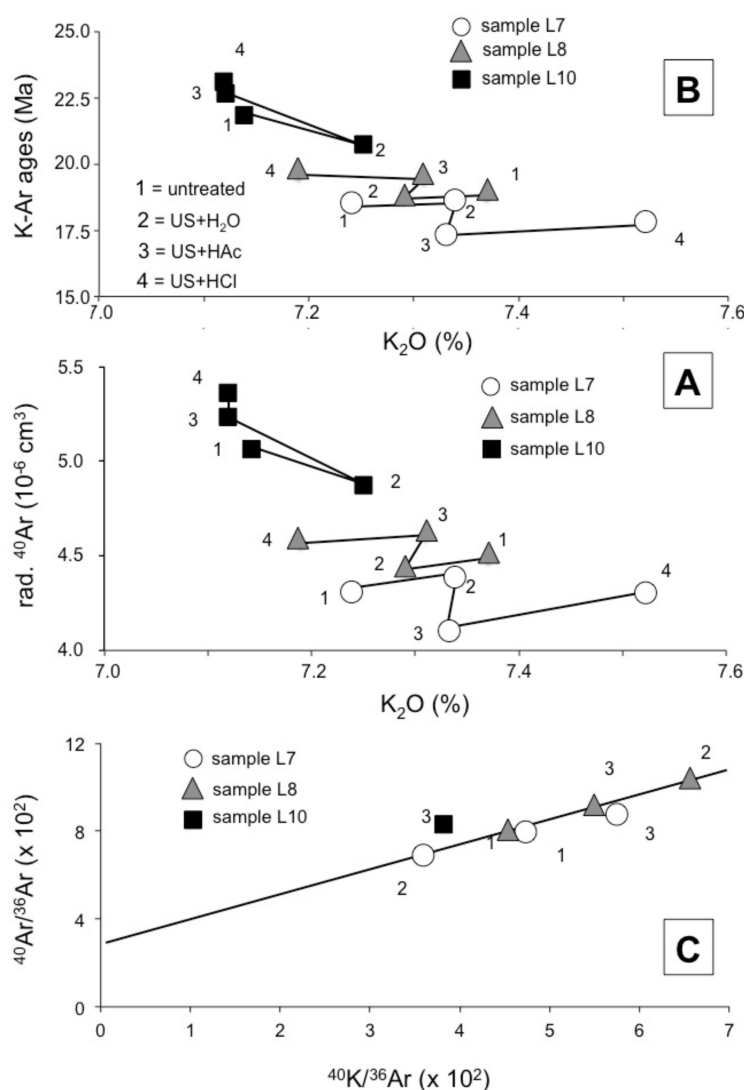 25.0
22.5
20.0
17.5
15.0
K-Ar ages (Ma)
sample L7
sample L8
sample L10
B
4
3
1
2
4
3
2
1
1
2
3
4
1 = untreated
2 = US+H₂O
3 = US+HAc
4 = US+HCl
7.0
7.2
7.4
7.6
K₂O (%)
5.5
5.0
4.5
4.0
rad. ⁴⁰Ar (10⁻⁶ cm³)
sample L7
sample L8
sample L10
A
4
3
1
2
3
4
2
1
1
2
3
4
7.0
7.2
7.4
7.6
K₂O (%)
12
8
4
0
⁴⁰Ar/³⁶Ar (x 10²)
sample L7
sample L8
sample L10
2
3
3
1
1
3
2
C
0
1
2
3
4
5
6
7
⁴⁰K/³⁶Ar (x 10²)